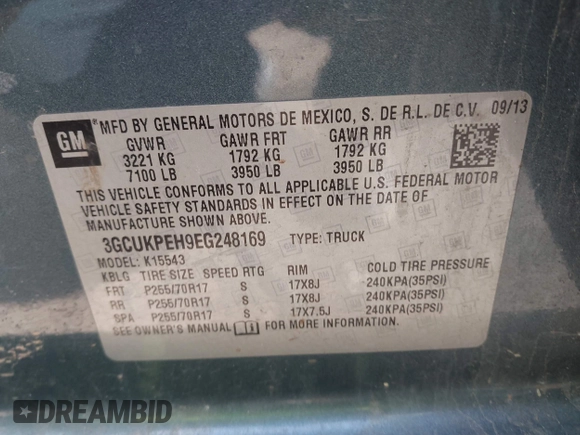 GM *MFD BY GENERAL MOTORS DE MEXICO, S. DE R.L. DE C.V. 09/13
GVWR GAWR FRT GAWR RR
3221 KG 1792 KG 1792 KG
7100 LB 3950 LB 3950 LB
THIS VEHICLE CONFORMS TO ALL APPLICABLE U.S. FEDERAL MOTOR
VEHICLE SAFETY STANDARDS IN EFFECT ON THE DATE OF
MANUFACTURE SHOWN ABOVE.
3GCUKPEH9EG248169 TYPE: TRUCK
MODEL: K15543
KBLG TIRE SIZE SPEED RTG RIM COLD TIRE PRESSURE
FRT P255/70R17 S 17X8J 240KPA(35PSI)
RR P255/70R17 S 17X8J 240KPA(35PSI)
SPA P255/70R17 S 17X7.5J 240KPA(35PSI)
SEE OWNER'S MANUAL FOR MORE INFORMATION.
DREAMBID